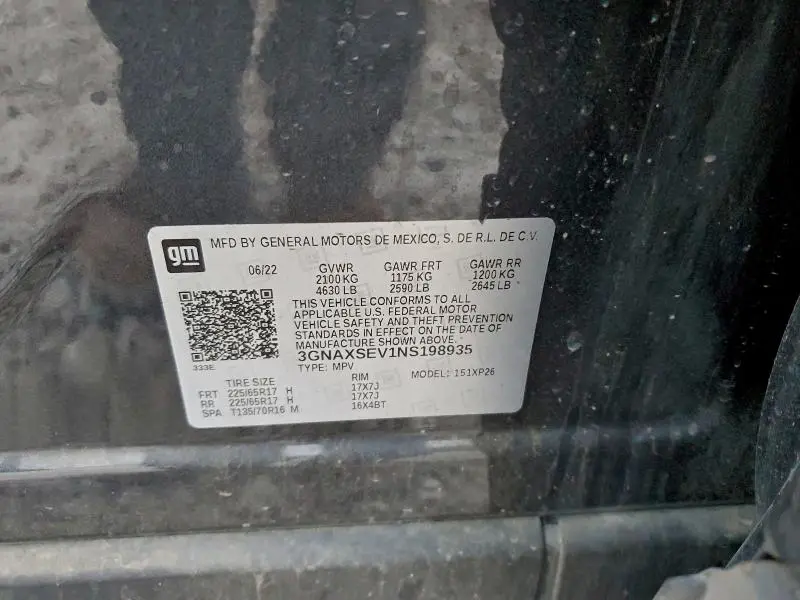 gm MFD BY GENERAL MOTORS DE MEXICO, S. DE R.L. DE C.V.
06/22 GVWR GAWR FRT GAWR RR
2100 KG 1175 KG 1200 KG
4630 LB 2590 LB 2645 LB
THIS VEHICLE CONFORMS TO ALL
APPLICABLE U.S. FEDERAL MOTOR
VEHICLE SAFETY AND THEFT PREVENTION
STANDARDS IN EFFECT ON THE DATE OF
MANUFACTURE SHOWN ABOVE.
333E 3GNAXSEV1NS198935
TYPE: MPV MODEL: 151XP26
TIRE SIZE RIM
FRT 225/65R17 H 17X7J
RR 225/65R17 H 17X7J
SPA T135/70R16 M 16X4BT